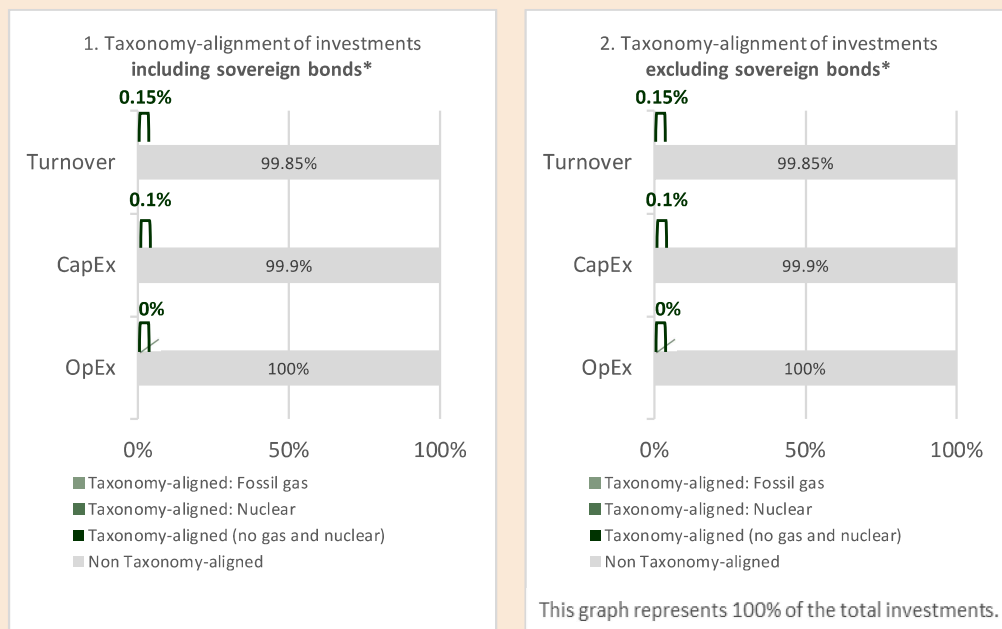 1. Taxonomy-alignment of investments
including sovereign bonds*
0.15%
Turnover
99.85%
0.1%
CapEx
99.9%
0%
OpEx
100%
0%
50%
100%
Taxonomy-aligned: Fossil gas
Taxonomy-aligned: Nuclear
Taxonomy-aligned (no gas and nuclear)
Non Taxonomy-aligned
2. Taxonomy-alignment of investments
excluding sovereign bonds*
0.15%
Turnover
99.85%
0.1%
CapEx
99.9%
0%
OpEx
100%
0%
50%
100%
Taxonomy-aligned: Fossil gas
Taxonomy-aligned: Nuclear
Taxonomy-aligned (no gas and nuclear)
Non Taxonomy-aligned
This graph represents 100% of the total investments.